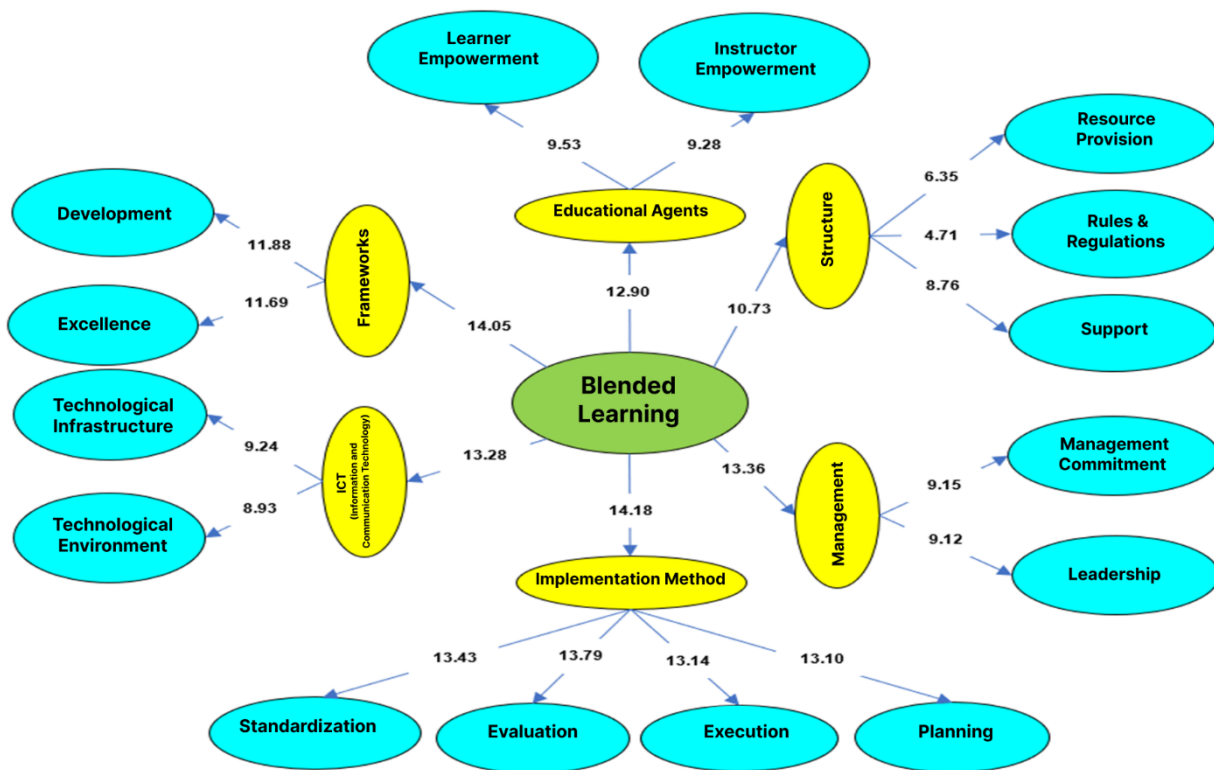 Learner
Empowerment
Instructor
Empowerment
9.53
9.28
Educational Agents
12.90
Resource
Provision
Rules &
Regulations
Support
6.35
4.71
8.76
Structure
10.73
Development
Excellence
11.88
11.69
Frameworks
14.05
Blended
Learning
Technological
Infrastructure
Technological
Environment
9.24
8.93
ICT
(Information and
Communication Technology)
13.28
14.18
13.36
Management
9.15
9.12
Management
Commitment
Leadership
Implementation Method
13.43
13.79
13.14
13.10
Standardization
Evaluation
Execution
Planning